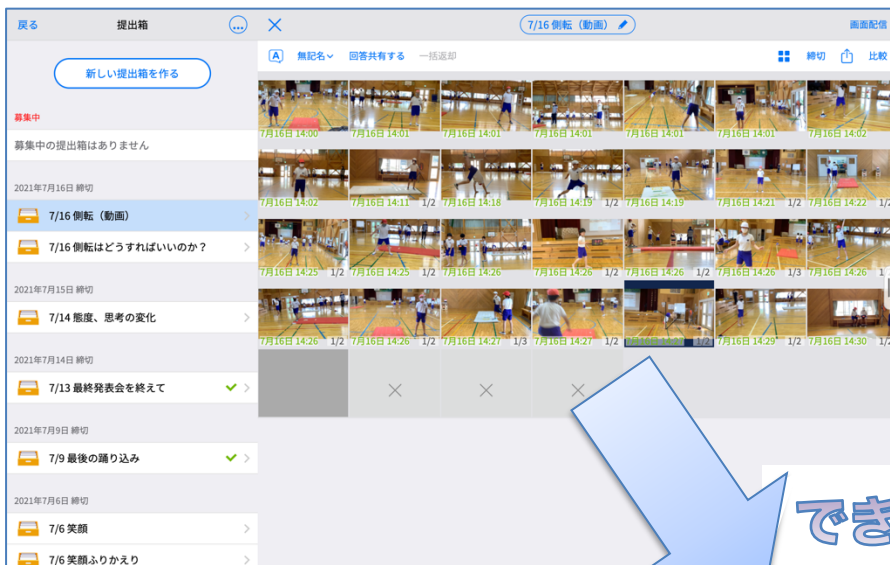 戻る
提出箱
新しい提出箱を作る
募集中
募集中の提出箱はありません
2021年7月16日 締切
7/16 側転（動画）
7/16 側転はどうすればいいのか？
2021年7月15日 締切
7/14 態度、思考の変化
2021年7月14日 締切
7/13 最終発表会を終えて
2021年7月9日 締切
7/9 最後の踊り込み
2021年7月6日 締切
7/6 笑顔
7/6 笑顔ふりかえり
7/16 側転（動画）
画面配信
A 無記名 回答共有する 一括返却
締切 比較
7月16日 14:00 7月16日 14:01 7月16日 14:01 7月16日 14:01 7月16日 14:01 7月16日 14:01 7月16日 14:02
7月16日 14:02 7月16日 14:11 1/2 7月16日 14:18 7月16日 14:19 1/2 7月16日 14:19 7月16日 14:21 1/2 7月16日 14:22 1/2
7月16日 14:25 1/2 7月16日 14:25 1/2 7月16日 14:26 7月16日 14:26 1/2 7月16日 14:26 1/2 7月16日 14:26 1/3 7月16日 14:26
7月16日 14:26 1/2 7月16日 14:26 1/2 7月16日 14:27 1/3 7月16日 14:27 1/2 1/2 7月16日 14:29 1/2 7月16日 14:30 1/2
でき